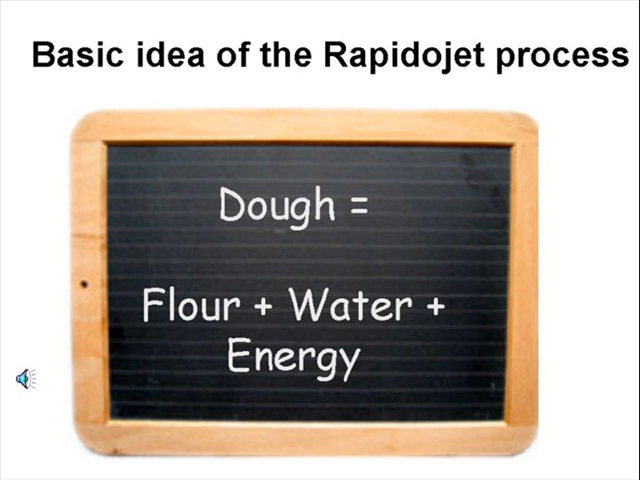 Basic idea of the Rapidojet process
Dough =
Flour + Water +
Energy